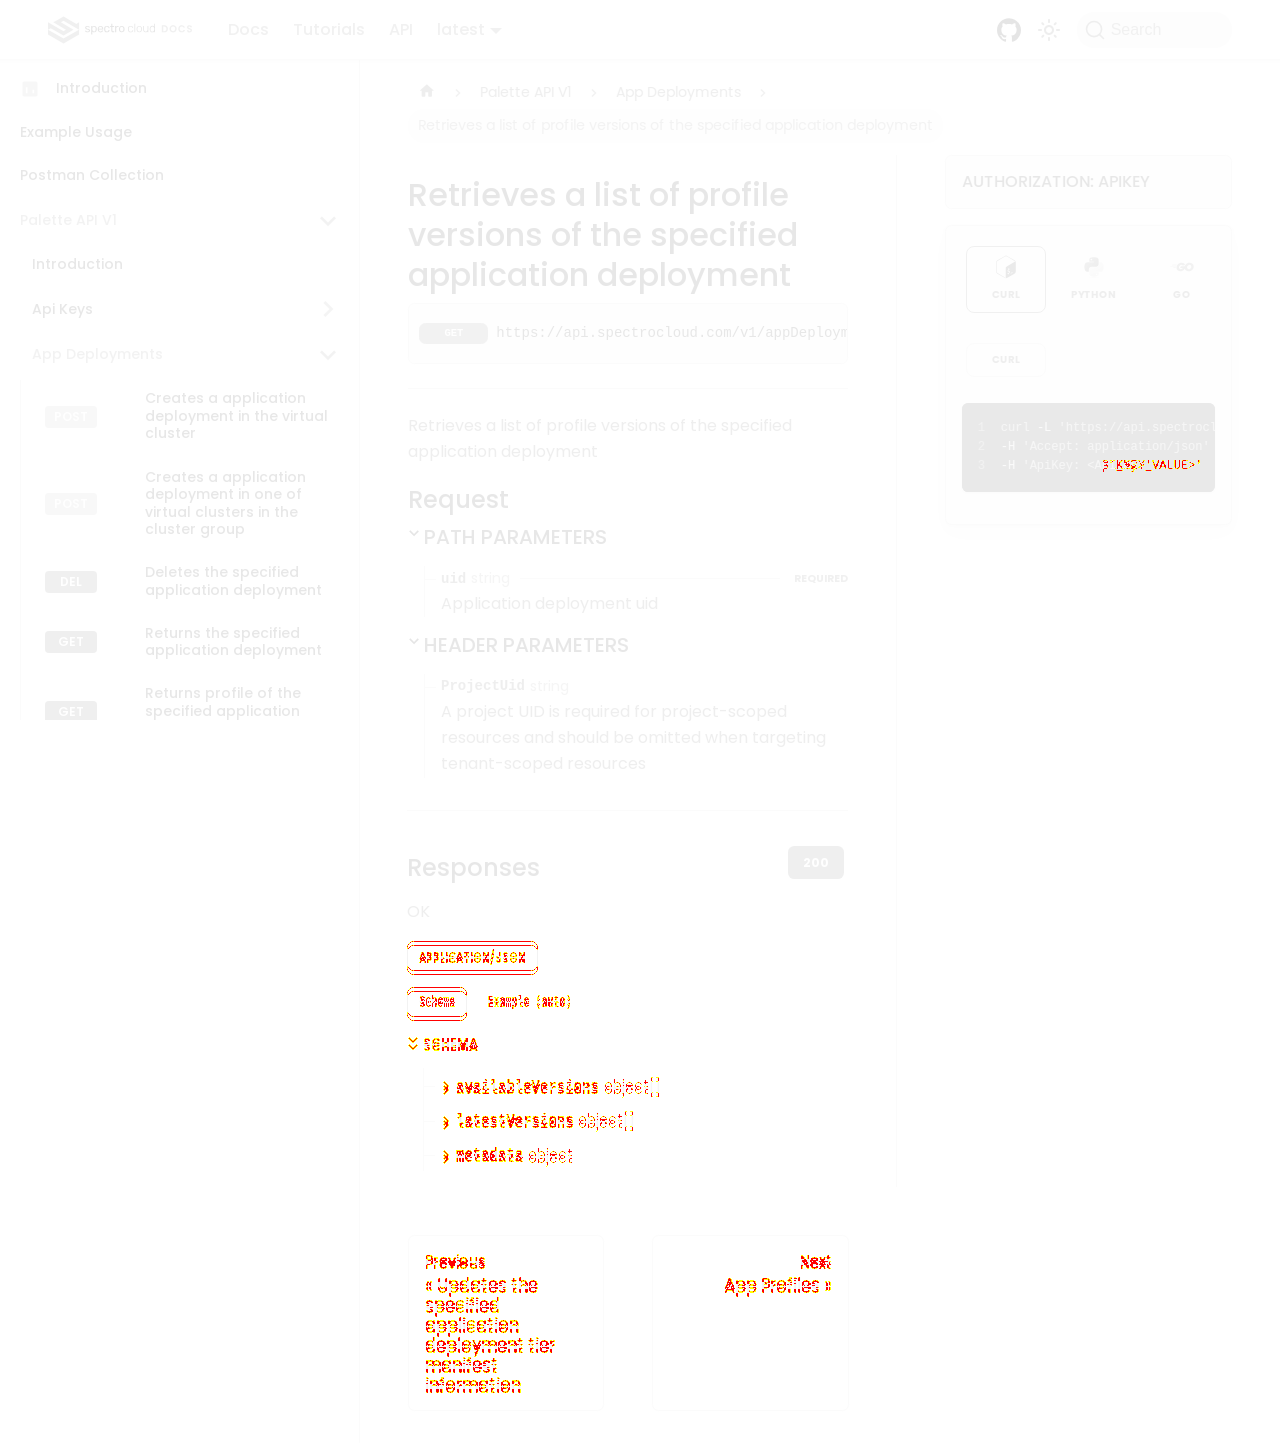 spectro cloud DOCS
Docs
Tutorials
API
latest
Search
Introduction
Example Usage
Postman Collection
Palette API V1
Introduction
Api Keys
App Deployments
POST
Creates a application
deployment in the virtual
cluster
POST
Creates a application
deployment in one of
virtual clusters in the
cluster group
DEL
Deletes the specified
application deployment
GET
Returns the specified
application deployment
GET
Returns profile of the
specified application
Palette API V1
App Deployments
Retrieves a list of profile versions of the specified application deployment
Retrieves a list of profile
versions of the specified
application deployment
GET https://api.spectrocloud.com/v1/appDeploym
Retrieves a list of profile versions of the specified
application deployment
Request
PATH PARAMETERS
uid string
REQUIRED
Application deployment uid
HEADER PARAMETERS
ProjectUid string
A project UID is required for project-scoped
resources and should be omitted when targeting
tenant-scoped resources
Responses
200
OK
APPLICATION/JSON
Schema
Example (auto)
SCHEMA
availableVersions object[]
latestVersions object[]
metadata object
Previous
« Updates the
specified
application
deployment tier
manifest
information
Next
App Profiles »
AUTHORIZATION: APIKEY
CURL
PYTHON
GO
CURL
1 curl -L 'https://api.spectrocl
2 -H 'Accept: application/json'
3 -H 'ApiKey: